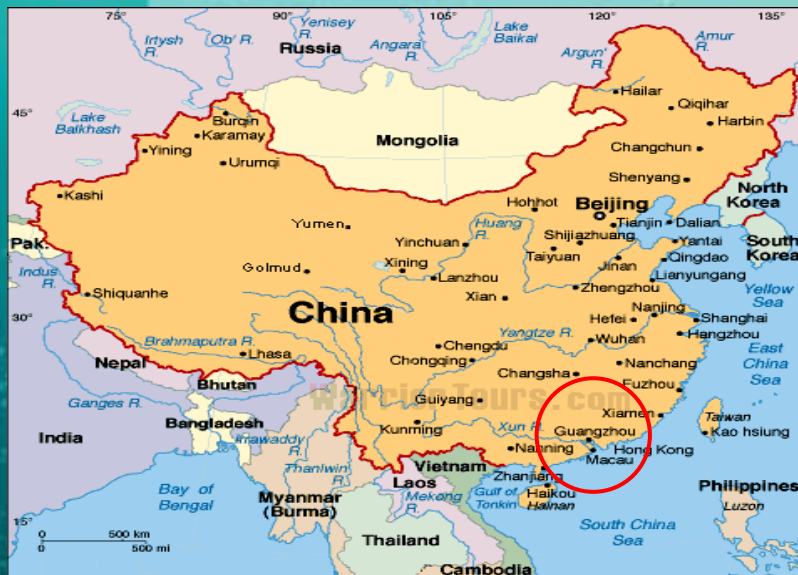 75°
90°
105°
120°
135°
Irtysh
R.
Ob' R.
Yenisey
R.
Angara
R.
Lake
Baikal
Argun'
R.
Amur
R.
Russia
45°
Lake
Balkhash
Burqin
Karamay
Yining
Urumqi
Mongolia
Hailar
Qiqihar
Harbin
Changchun
Shenyang
Kashi
Hohhot
Beijing
North
Korea
Yumen
Huang
R.
Tianjin
Dalian
Pak.
Yinchuan
Shijiazhuang
Yantai
South
Korea
Golmud
Xining
Taiyuan
Jinan
Qingdao
Indus
R.
Lanzhou
Lianyungang
Shiquanhe
Xian
Zhengzhou
Yellow
Sea
30°
China
Nanjing
Hefei
Shanghai
Brahmaputra R.
Yangtze R.
Wuhan
Hangzhou
Lhasa
Chengdu
East
China
Sea
Nepal
Chongqing
Nanchang
Changsha
Bhutan
Fuzhou
WarriorTours.com
Ganges R.
Guiyang
Xiamen
Taiwan
Bangladesh
Kunming
Xun R.
Guangzhou
Kao hsiung
India
Irrawaddy
R.
Nanning
Hong Kong
Macau
Thanlwin
R.
Vietnam
Zhanjiang
Laos
Philippines
Bay of
Bengal
Myanmar
(Burma)
Mekong
R.
Gulf of
Tonkin
Haikou
Hainan
Luzon
15°
0
500 km
0
500 mi
South China
Sea
Thailand
Cambodia